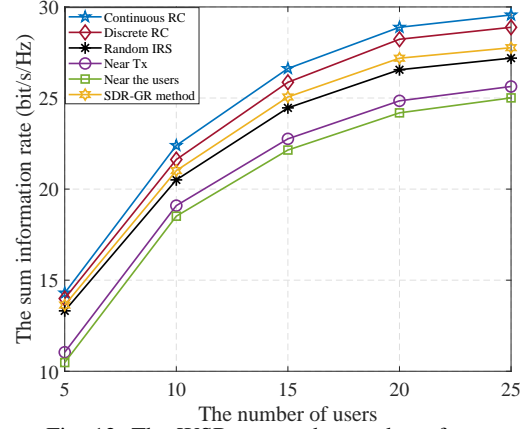 30
25
20
15
10
The sum information rate (bit/s/Hz)
Continuous RC
Discrete RC
Random IRS
Near Tx
Near the users
SDR-GR method
5 10 15 20 25
The number of users